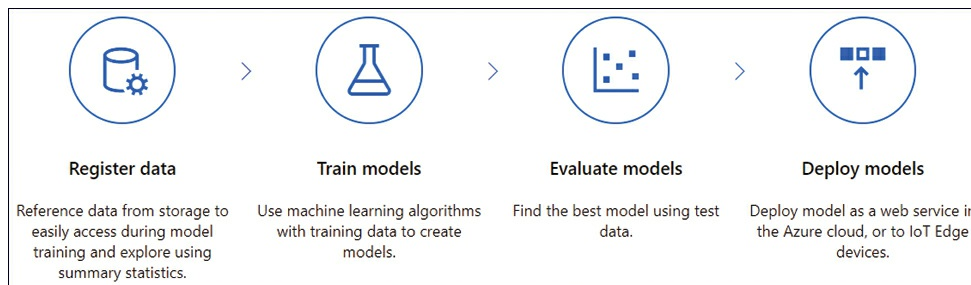 Register data
Train models
Evaluate models
Deploy models
Reference data from storage to
easily access during model
training and explore using
summary statistics.
Use machine learning algorithms
with training data to create
models.
Find the best model using test
data.
Deploy model as a web service in
the Azure cloud, or to IoT Edge
devices.